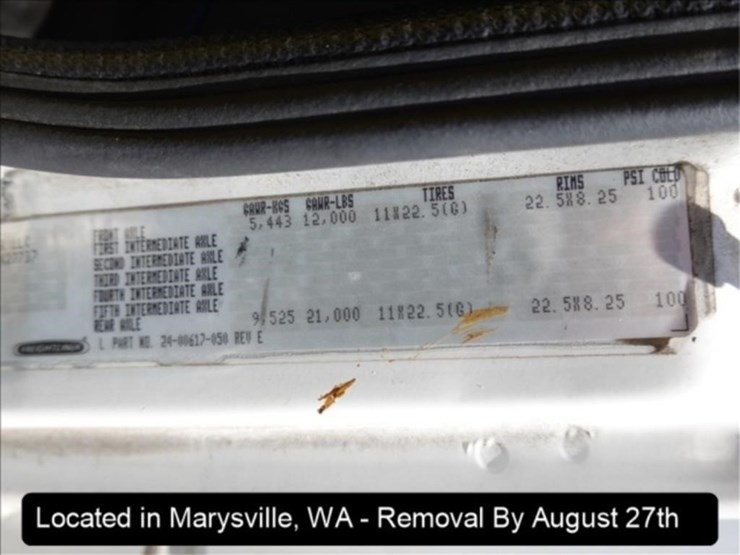 GAWR-KGS GAWR-LBS TIRES RIMS PSI COLD
FRONT AXLE 5,443 12,000 11X22.5(G) 22.5X8.25 100
FIRST INTERMEDIATE AXLE
SECOND INTERMEDIATE AXLE
THIRD INTERMEDIATE AXLE
FOURTH INTERMEDIATE AXLE
FIFTH INTERMEDIATE AXLE
REAR AXLE 9,525 21,000 11X22.5(G) 22.5X8.25 100
L PART NO. 24-00617-050 REV E
Located in Marysville, WA - Removal By August 27th